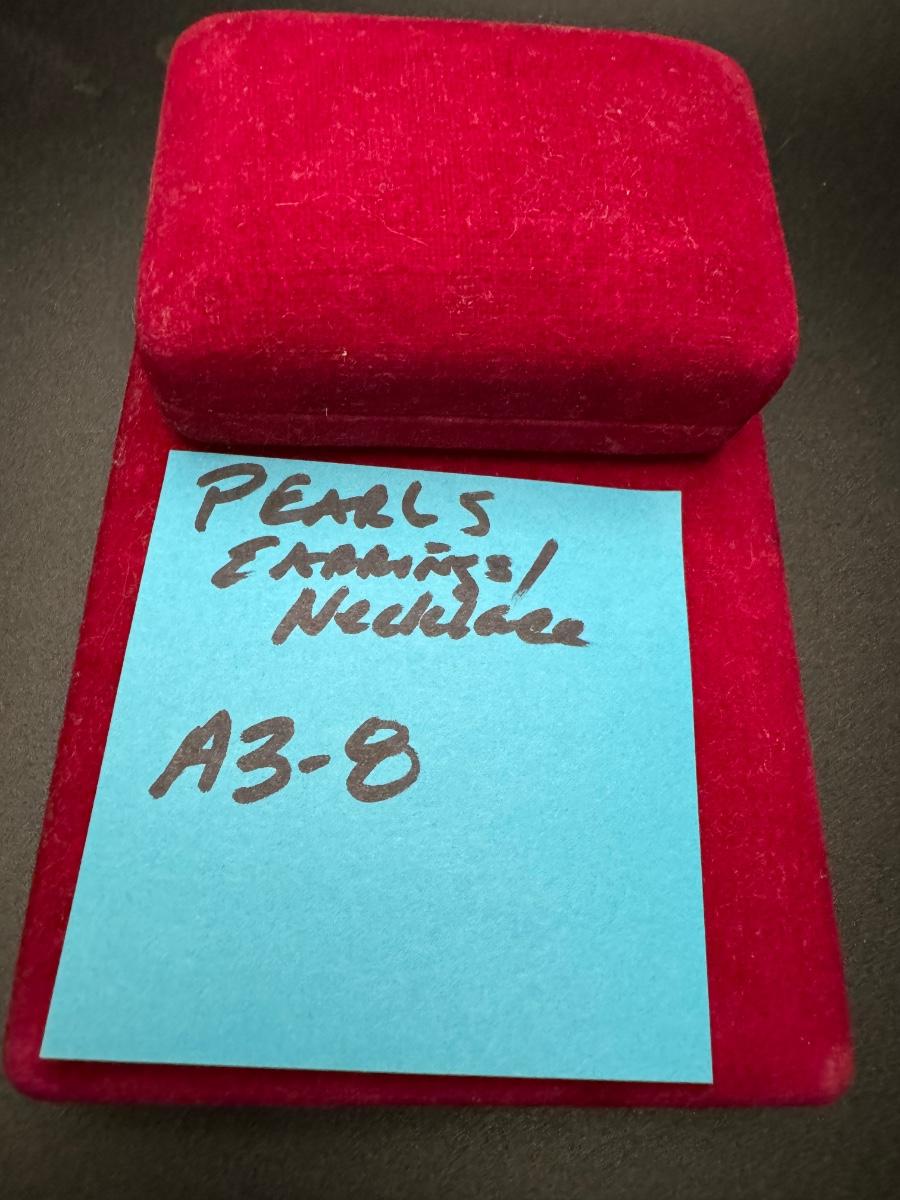 PEARLS
EARRings/
Necklace
A3-8